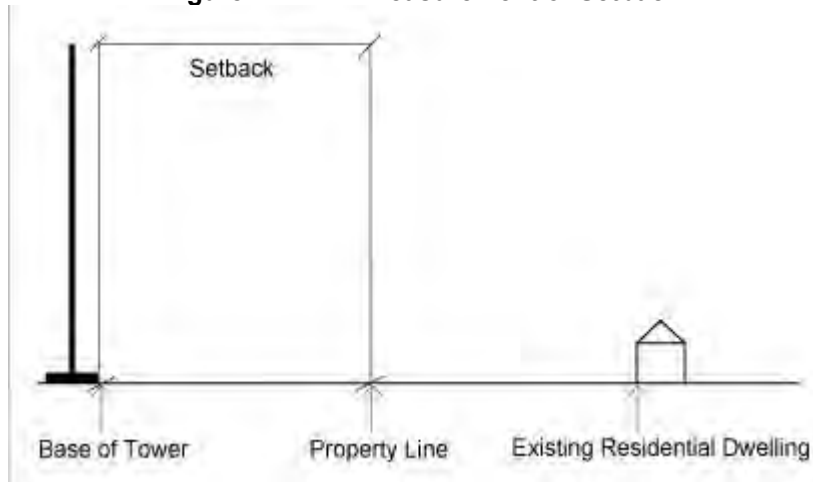 Setback
Base of Tower
Property Line
Existing Residential Dwelling